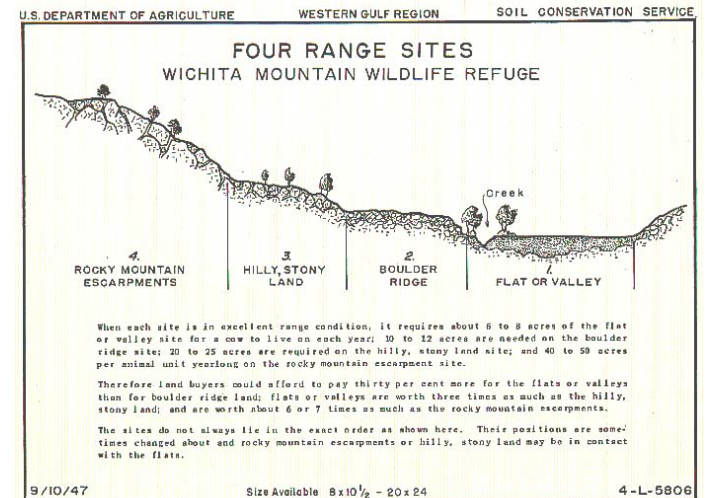 U.S. DEPARTMENT OF AGRICULTURE WESTERN GULF REGION SOIL CONSERVATION SERVICE
FOUR RANGE SITES
WICHITA MOUNTAIN WILDLIFE REFUGE
Creek
4.
ROCKY MOUNTAIN
ESCARPMENTS
3.
HILLY, STONY
LAND
2.
BOULDER
RIDGE
1.
FLAT OR VALLEY
When each site is in excellent range condition, it requires about 6 to 8 acres of the flat
or valley site for a cow to live on each year; 10 to 12 acres are needed on the boulder
ridge site; 20 to 25 acres are required on the hilly, stony land site; and 40 to 50 acres
per animal unit yearlong on the rocky mountain escarpment site.
Therefore land buyers could afford to pay thirty per cent more for the flats or valleys
than for boulder ridge land; flats or valleys are worth three times as much as the hilly,
stony land; and are worth about 6 or 7 times as much as the rocky mountain escarpments.
The sites do not always lie in the exact order as shown here. Their positions are some-
times changed about and rocky mountain escarpments or hilly, stony land may be in contact
with the flats.
9/10/47 Size Available 8x10½ - 20x24 4-L-5806